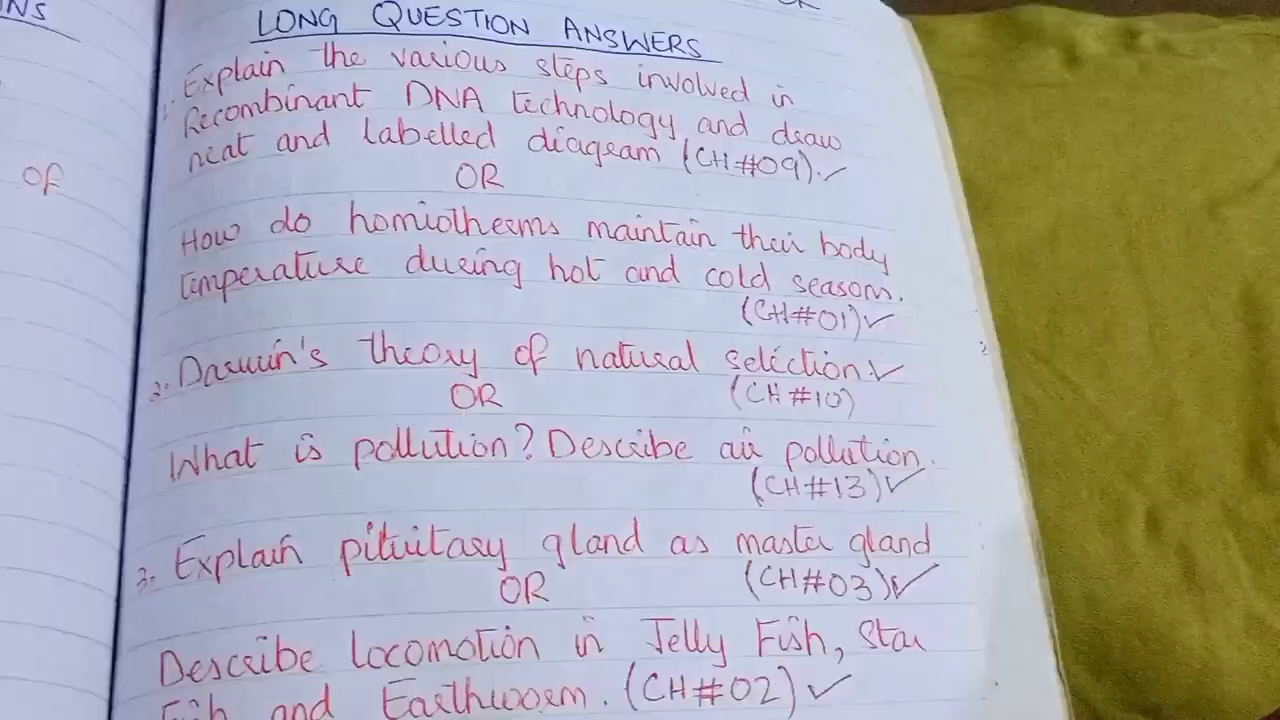 NS
OF
LONG QUESTION ANSWERS
1. Explain the various steps involved in
Recombinant DNA technology and draw
neat and labelled diagram (CH#09). ✓
OR
How do homiotherms maintain their body
temperature during hot and cold seasons.
(CH#01) ✓
2. Darwin's theory of natural selection ✓
OR (CH#10)
What is pollution? Describe air pollution.
(CH#13) ✓
3. Explain pituitary gland as master gland
OR (CH#03) ✓
Describe locomotion in Jelly Fish, Star
Fish and Earthworm. (CH#02) ✓